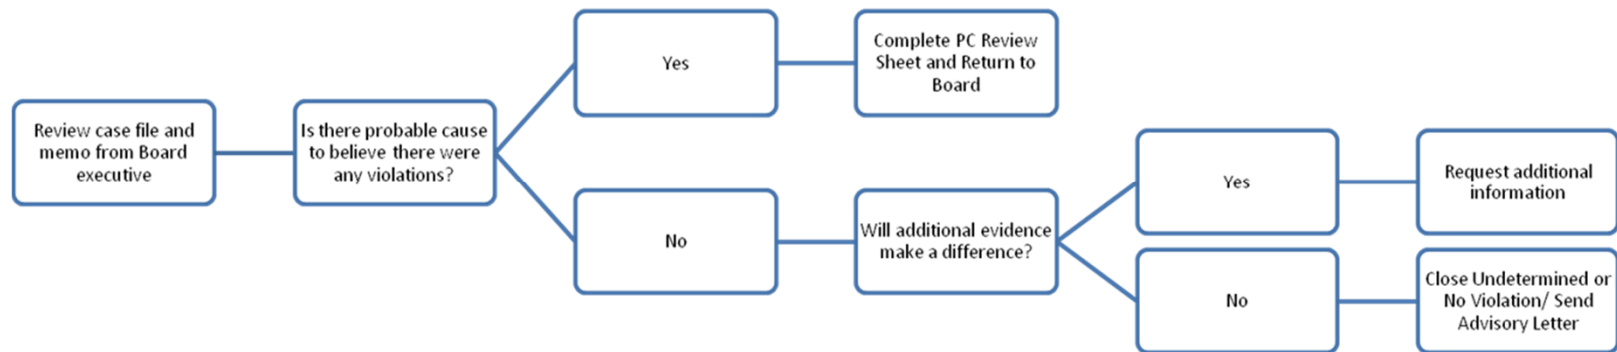 Review case file and
memo from Board
executive
Is there probable cause
to believe there were
any violations?
Yes
Complete PC Review
Sheet and Return to
Board
No
Will additional evidence
make a difference?
Yes
Request additional
information
No
Close Undetermined or
No Violation/ Send
Advisory Letter